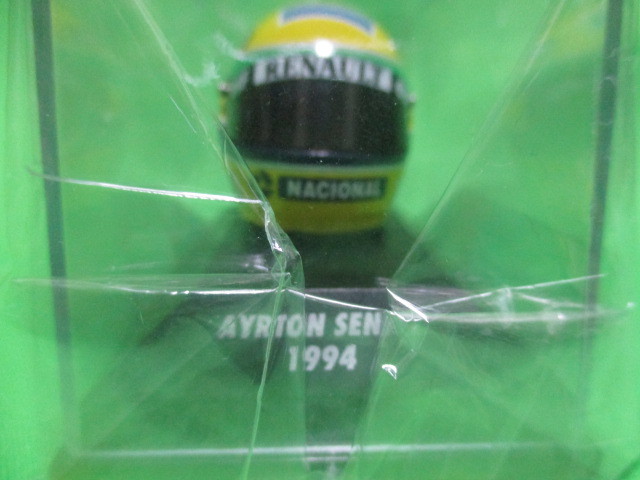 RENAULT
NACIONAL
AYRTON SEN
1994